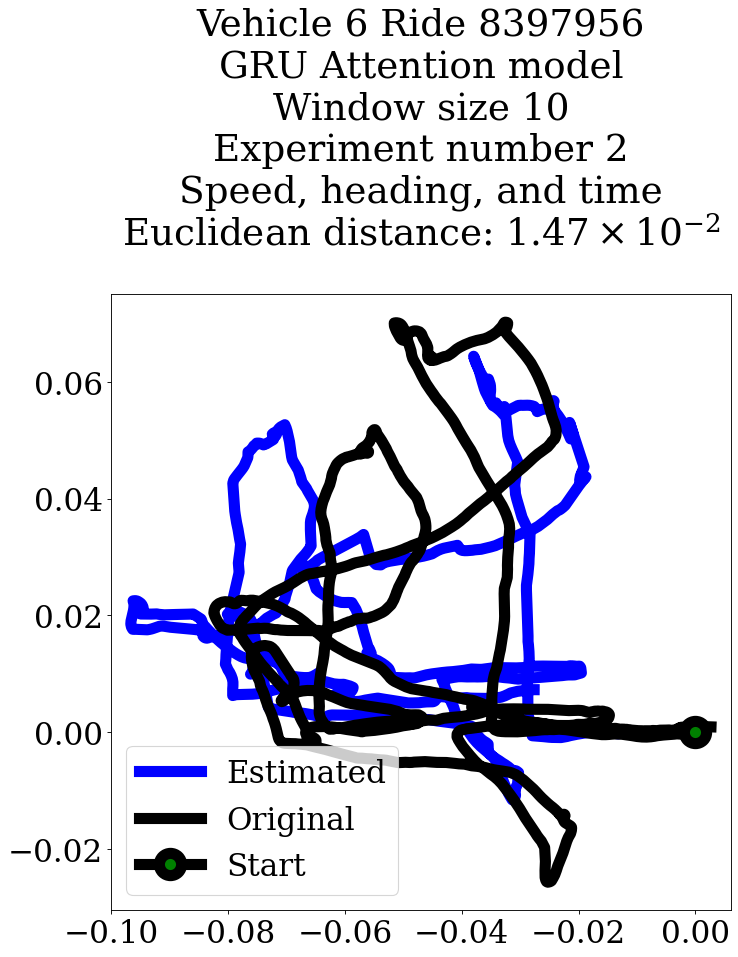 Vehicle 6 Ride 8397956
GRU Attention model
Window size 10
Experiment number 2
Speed, heading, and time
Euclidean distance: 1.47 × 10⁻²
0.06
0.04
0.02
0.00
−0.02
Estimated
Original
Start
−0.10 −0.08 −0.06 −0.04 −0.02 0.00